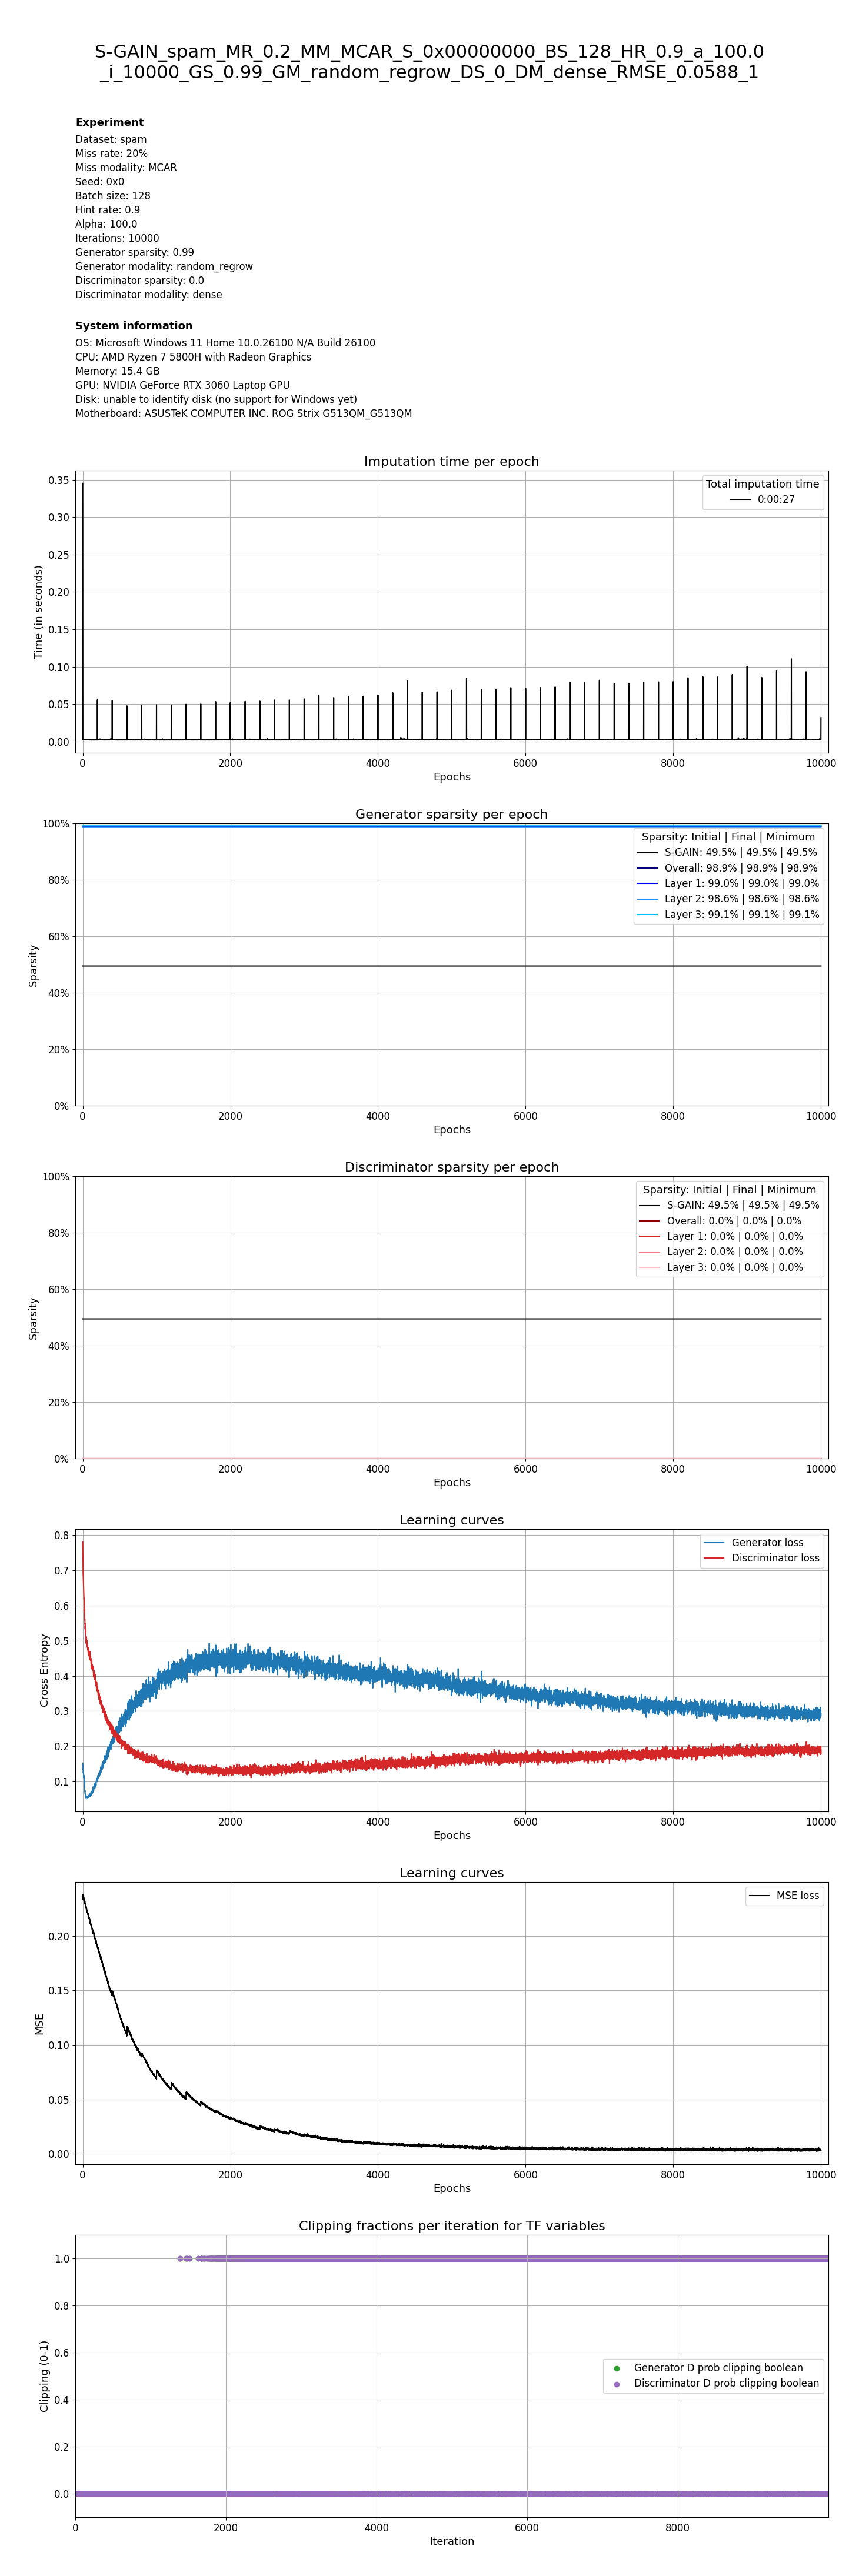 S-GAIN_spam_MR_0.2_MM_MCAR_S_0x00000000_BS_128_HR_0.9_a_100.0
_i_10000_GS_0.99_GM_random_regrow_DS_0_DM_dense_RMSE_0.0588_1
Experiment
Dataset: spam
Miss rate: 20%
Miss modality: MCAR
Seed: 0x0
Batch size: 128
Hint rate: 0.9
Alpha: 100.0
Iterations: 10000
Generator sparsity: 0.99
Generator modality: random_regrow
Discriminator sparsity: 0.0
Discriminator modality: dense
System information
OS: Microsoft Windows 11 Home 10.0.26100 N/A Build 26100
CPU: AMD Ryzen 7 5800H with Radeon Graphics
Memory: 15.4 GB
GPU: NVIDIA GeForce RTX 3060 Laptop GPU
Disk: unable to identify disk (no support for Windows yet)
Motherboard: ASUSTeK COMPUTER INC. ROG Strix G513QM_G513QM
Imputation time per epoch
Total imputation time
0:00:27
Time (in seconds)
0.35
0.30
0.25
0.20
0.15
0.10
0.05
0.00
0 2000 4000 6000 8000 10000
Epochs
Generator sparsity per epoch
Sparsity: Initial | Final | Minimum
S-GAIN: 49.5% | 49.5% | 49.5%
Overall: 98.9% | 98.9% | 98.9%
Layer 1: 99.0% | 99.0% | 99.0%
Layer 2: 98.6% | 98.6% | 98.6%
Layer 3: 99.1% | 99.1% | 99.1%
Sparsity
100%
80%
60%
40%
20%
0%
0 2000 4000 6000 8000 10000
Epochs
Discriminator sparsity per epoch
Sparsity: Initial | Final | Minimum
S-GAIN: 49.5% | 49.5% | 49.5%
Overall: 0.0% | 0.0% | 0.0%
Layer 1: 0.0% | 0.0% | 0.0%
Layer 2: 0.0% | 0.0% | 0.0%
Layer 3: 0.0% | 0.0% | 0.0%
Sparsity
100%
80%
60%
40%
20%
0%
0 2000 4000 6000 8000 10000
Epochs
Learning curves
Generator loss
Discriminator loss
Cross Entropy
0.8
0.7
0.6
0.5
0.4
0.3
0.2
0.1
0 2000 4000 6000 8000 10000
Epochs
Learning curves
MSE loss
MSE
0.20
0.15
0.10
0.05
0.00
0 2000 4000 6000 8000 10000
Epochs
Clipping fractions per iteration for TF variables
Generator D prob clipping boolean
Discriminator D prob clipping boolean
Clipping (0-1)
1.0
0.8
0.6
0.4
0.2
0.0
0 2000 4000 6000 8000
Iteration